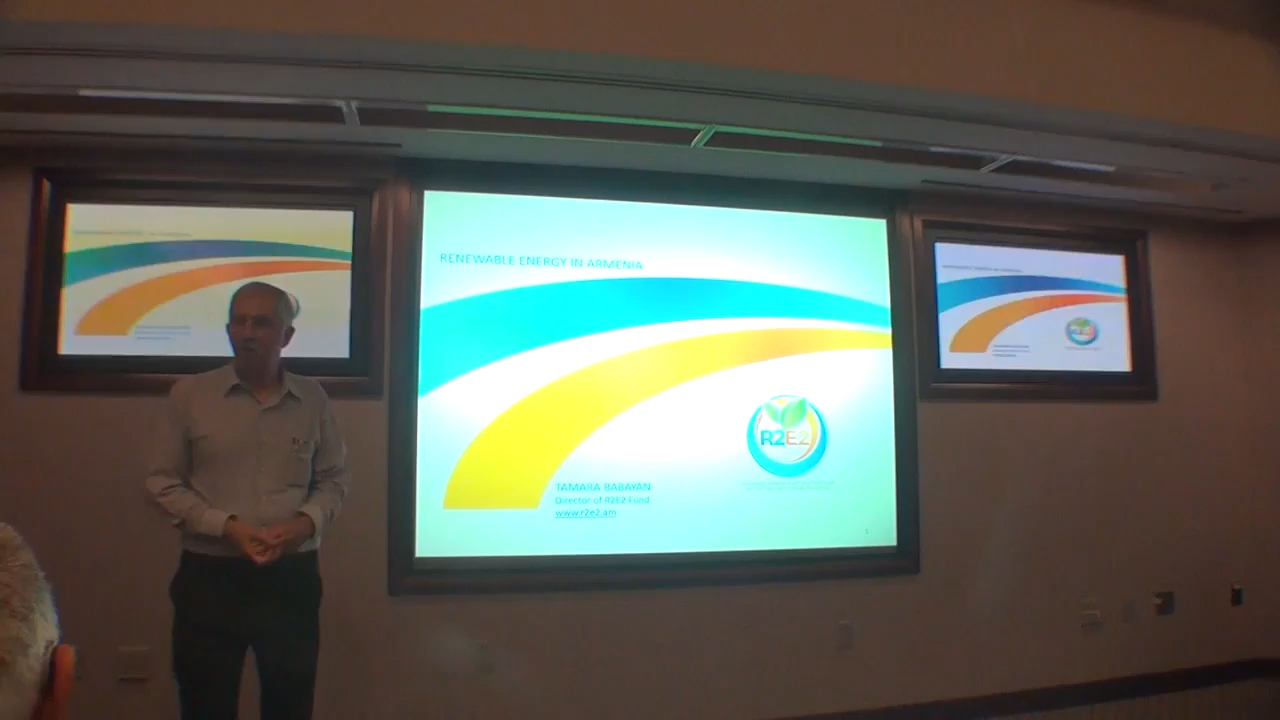 RENEWABLE ENERGY IN ARMENIA
R2E2
TAMARA BABAYAN
Director of R2E2 Fund
www.r2e2.am